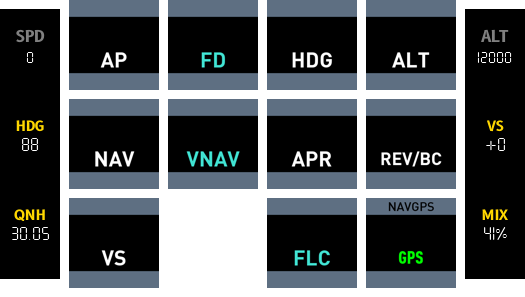 SPD
0
HDG
88
QNH
30.05
AP
FD
HDG
ALT
NAV
VNAV
APR
REV/BC
VS
FLC
NAVGPS
GPS
ALT
12000
VS
+0
MIX
41%